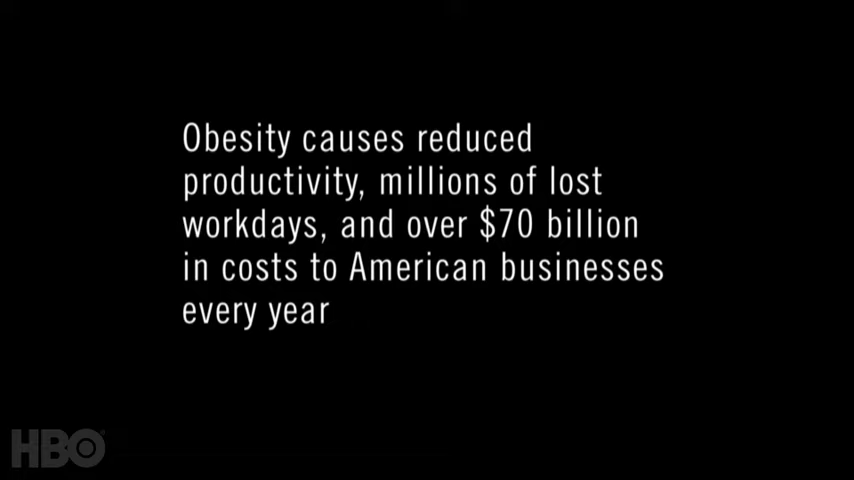 Obesity causes reduced
productivity, millions of lost
workdays, and over $70 billion
in costs to American businesses
every year
HBO